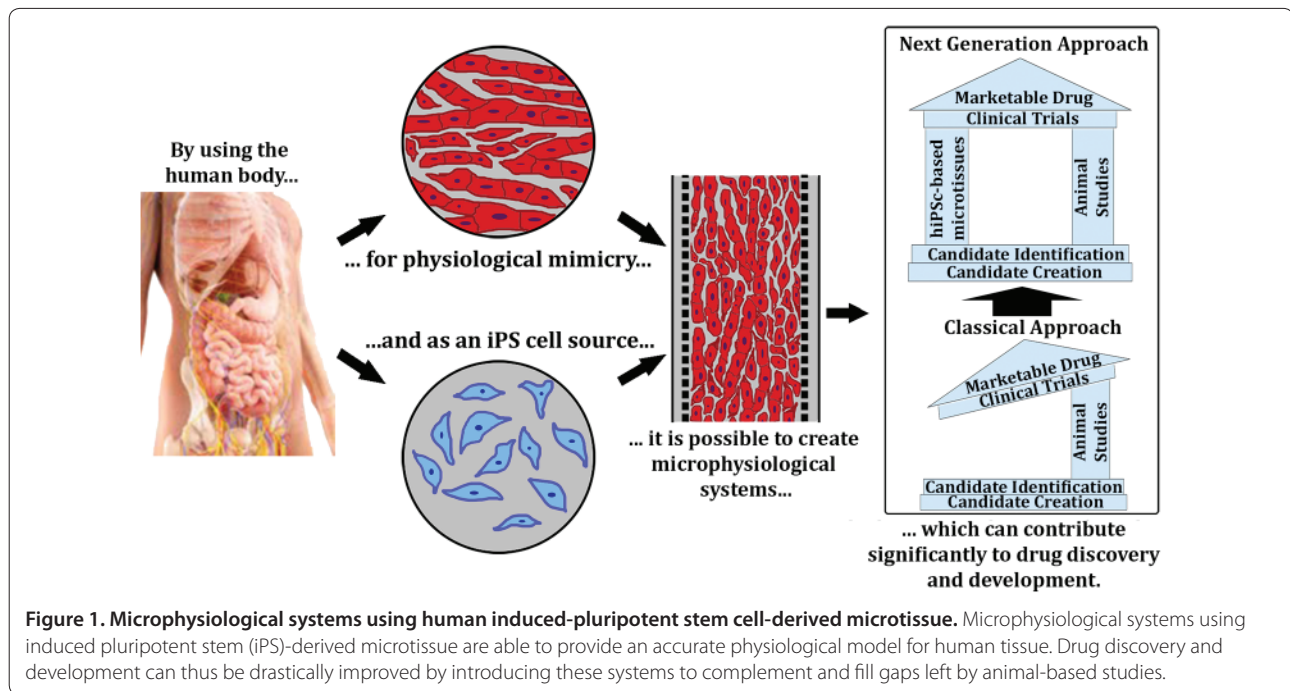 By using the
human body...
... for physiological mimicry...
...and as an iPS cell source...
... it is possible to create
microphysiological
systems...
Next Generation Approach
Marketable Drug
Clinical Trials
hiPSc-based
microtissues
Animal
Studies
Candidate Identification
Candidate Creation
Classical Approach
Marketable Drug
Clinical Trials
Animal
Studies
Candidate Identification
Candidate Creation
... which can contribute
significantly to drug discovery
and development.
Figure 1. Microphysiological systems using human induced-pluripotent stem cell-derived microtissue. Microphysiological systems using
induced pluripotent stem (iPS)-derived microtissue are able to provide an accurate physiological model for human tissue. Drug discovery and
development can thus be drastically improved by introducing these systems to complement and fill gaps left by animal-based studies.